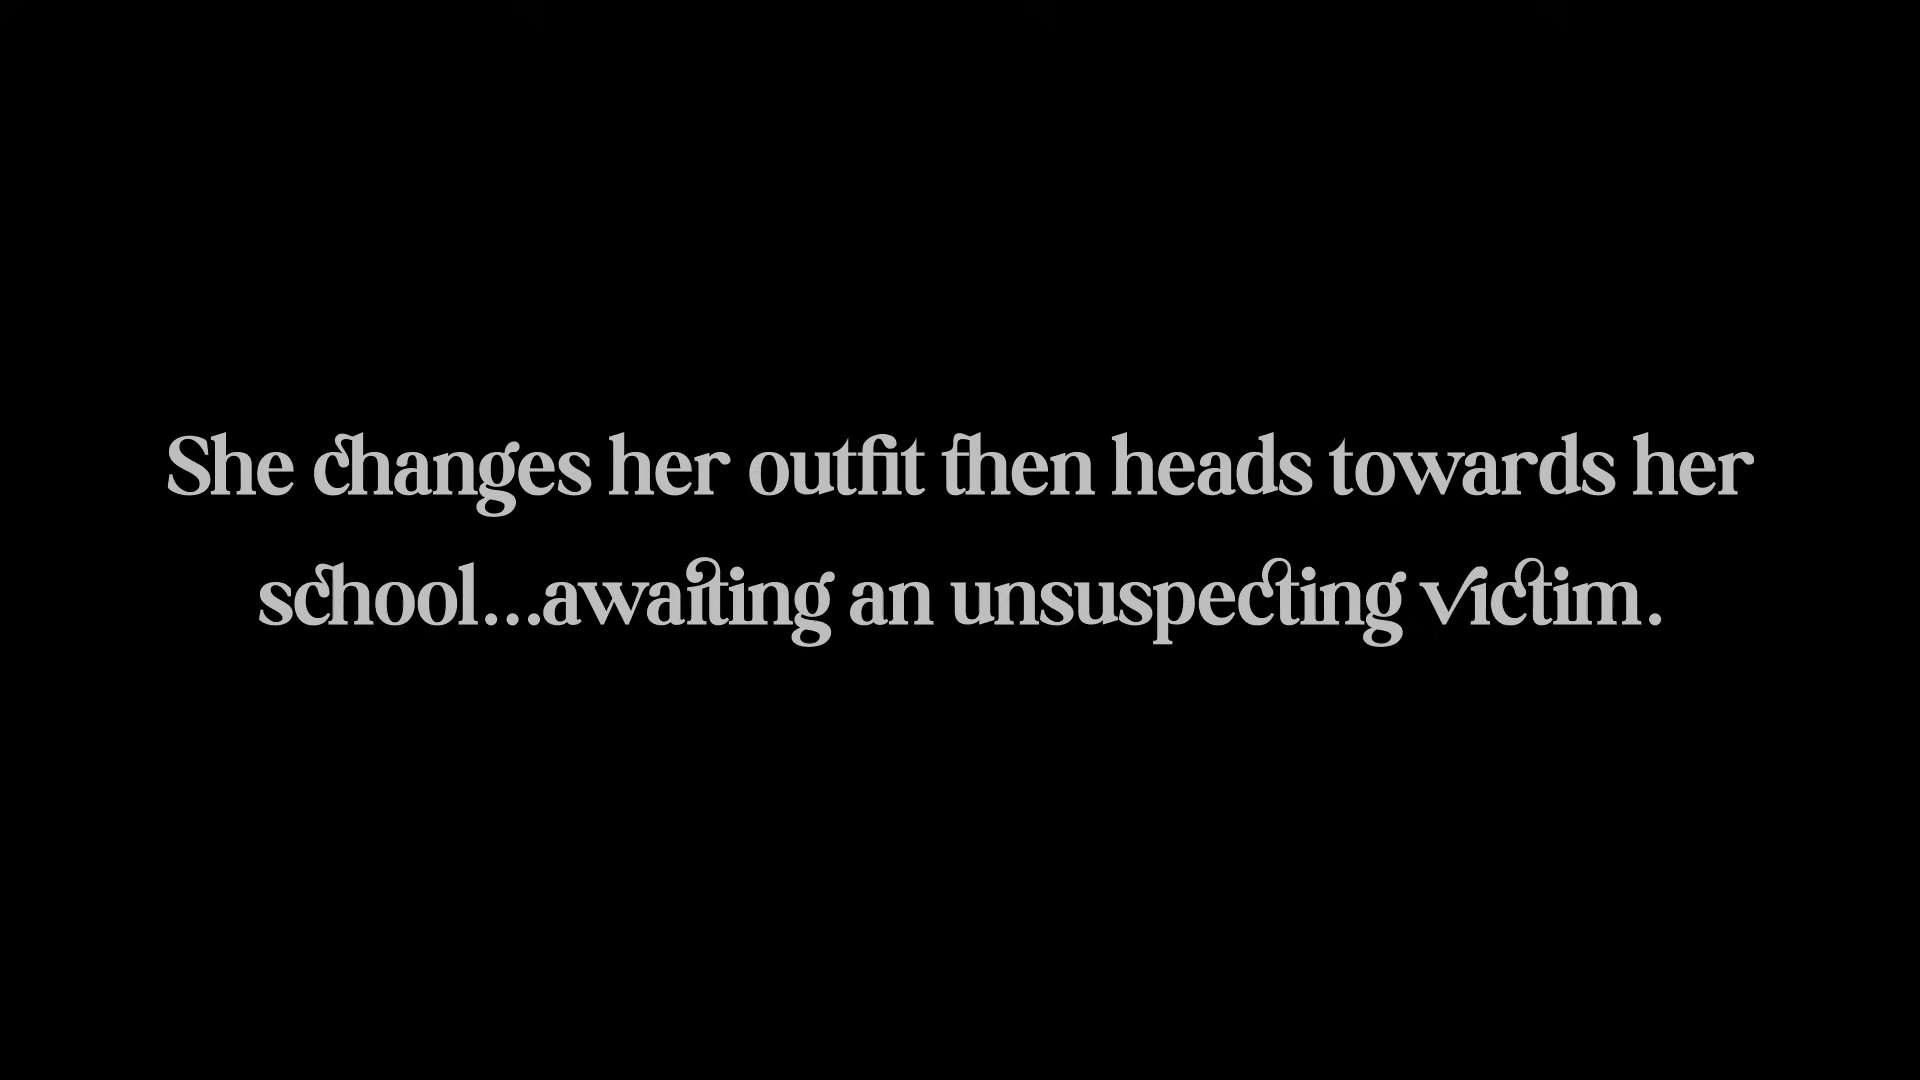 She changes her outfit then heads towards her
school...awaiting an unsuspecting victim.